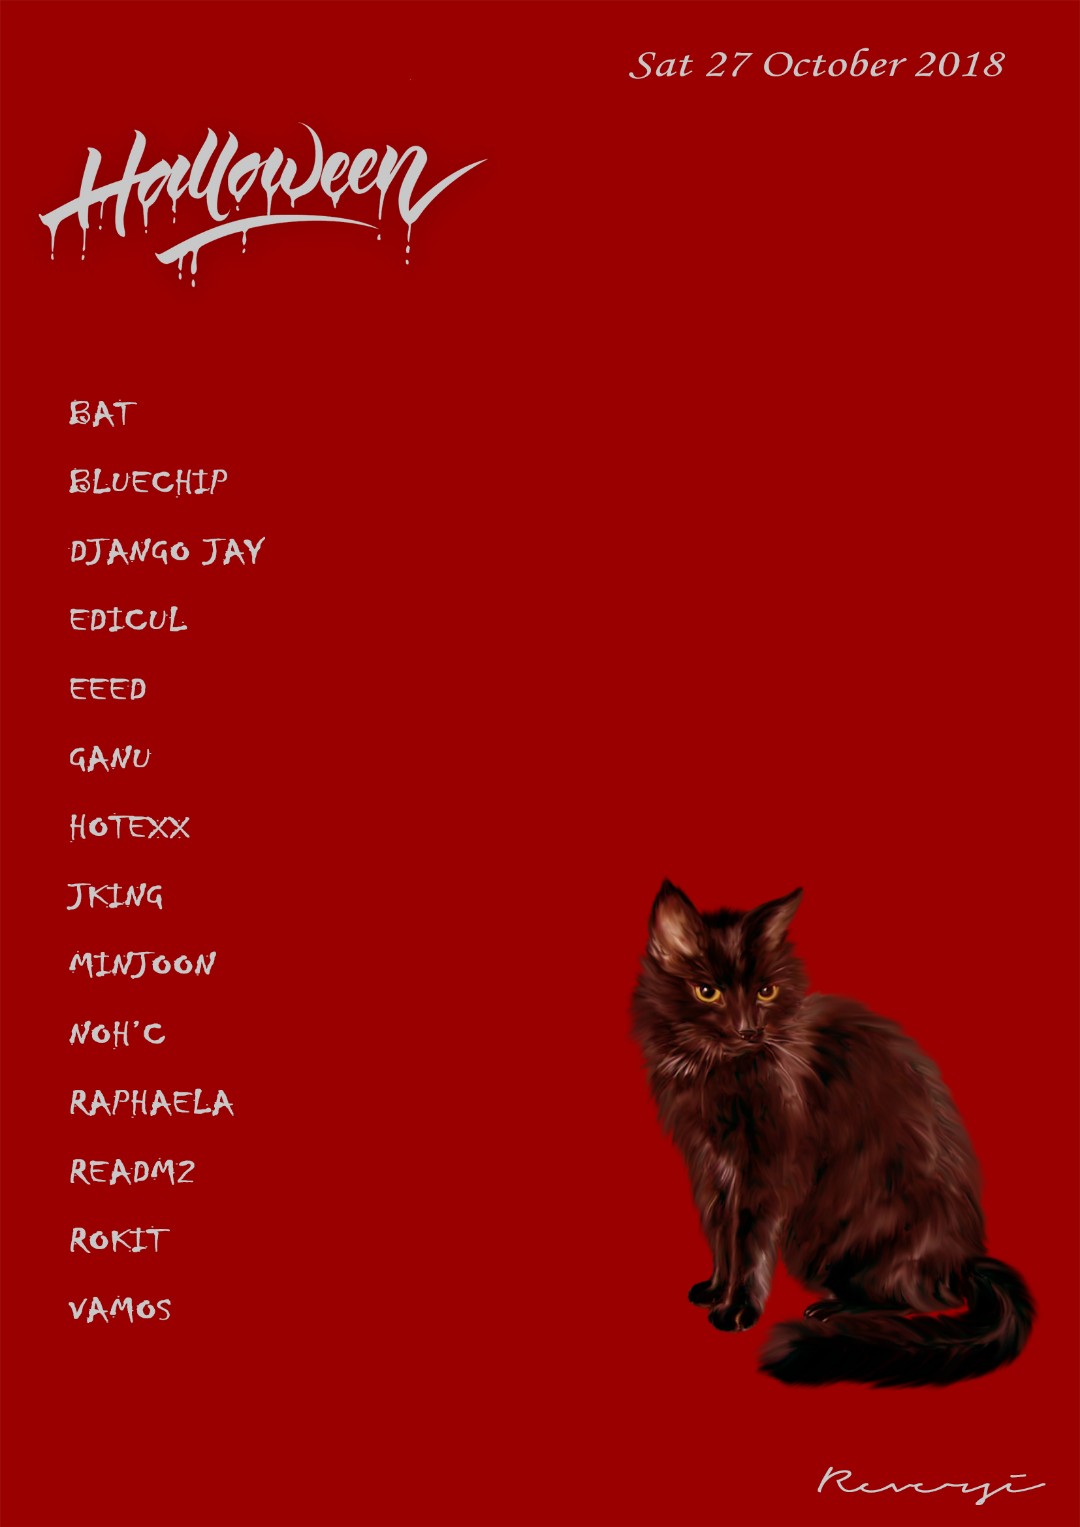 Sat 27 October 2018
Halloween
BAT
BLUECHIP
DJANGO JAY
EDICUL
EEED
GANU
HOTEXX
JKING
MINJOON
NOH'C
RAPHAELA
READM2
ROKIT
VAMOS
Reversi